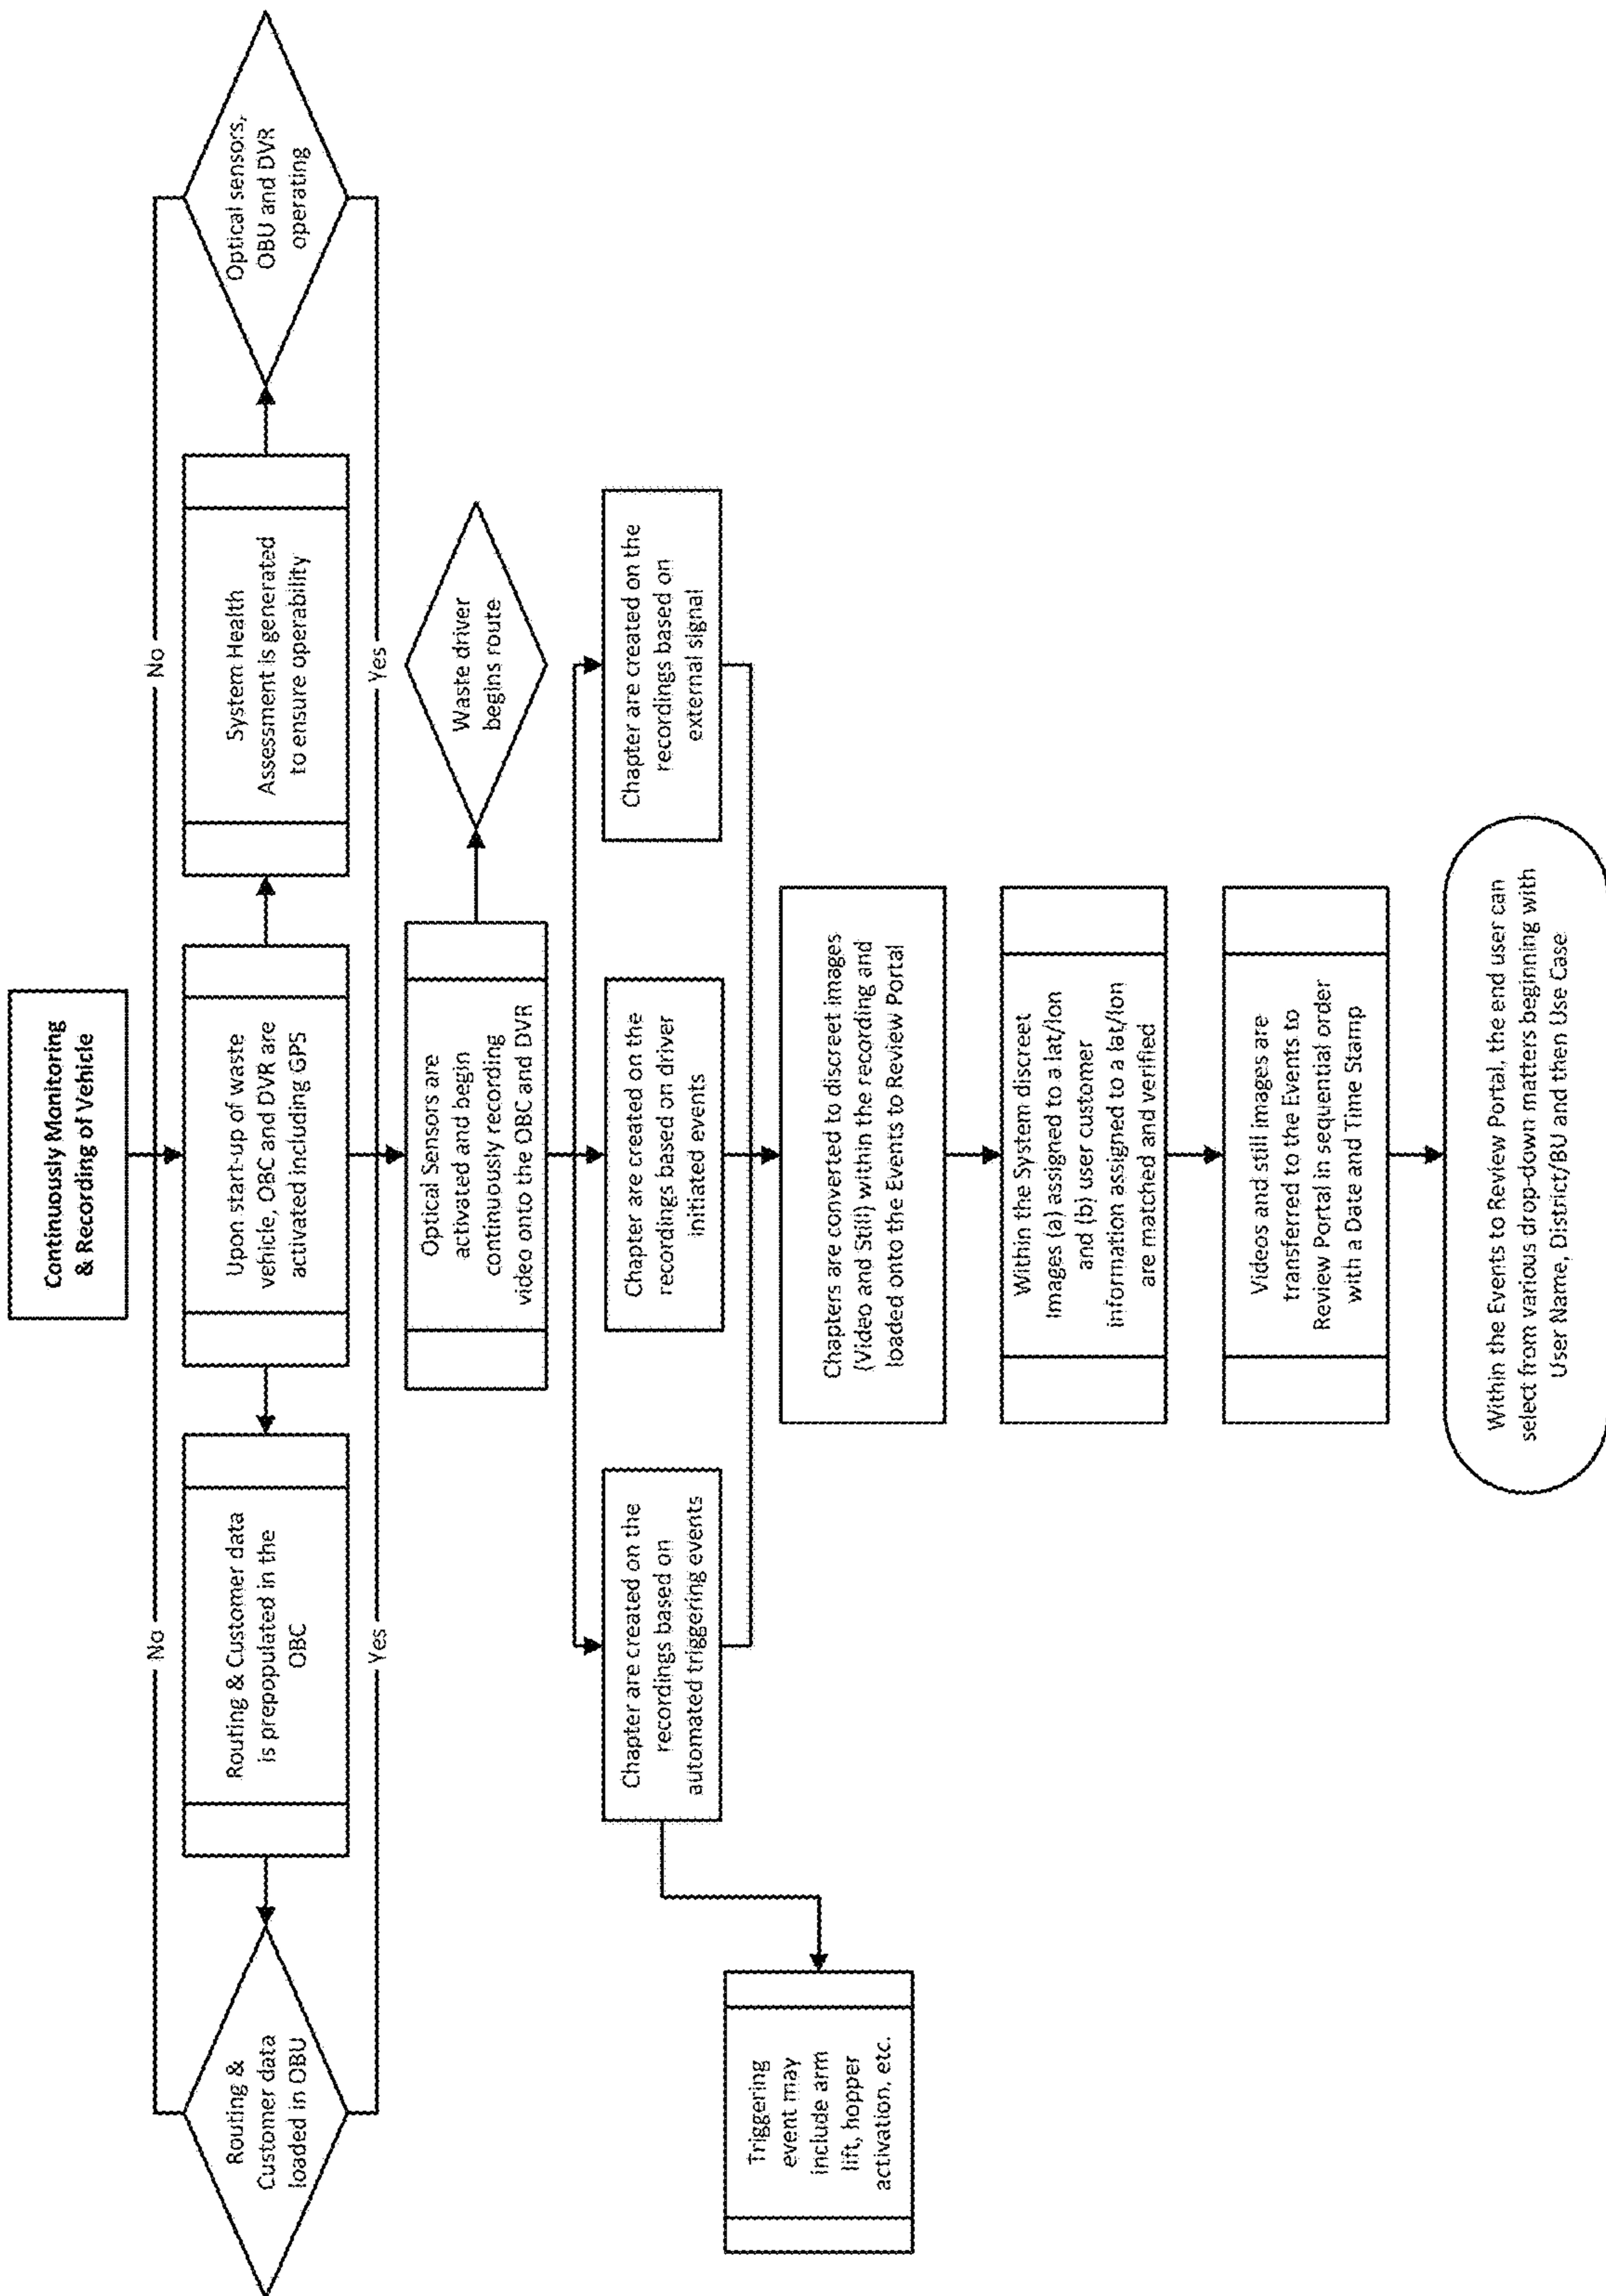 Continuously Monitoring
& Recording of Vehicle
No
No
Routing &
Customer data
loaded in OBU
Routing & Customer data
is prepopulated in the
OBC
Upon start-up of waste
vehicle, OBC and DVR are
activated including GPS
System Health
Assessment is generated
to ensure operability
Optical sensors,
OBU and DVR
operating
Yes
Yes
Optical Sensors are
activated and begin
continuously recording
video onto the OBC and DVR
Waste driver
begins route
Chapter are created on the
recordings based on
automated triggering events
Chapter are created on the
recordings based on driver
initiated events
Chapter are created on the
recordings based on
external signal
Triggering
event may
include arm
lift, hopper
activation, etc.
Chapters are converted to discreet images
(Video and Still) within the recording and
loaded onto the Events to Review Portal
Within the System discreet
images (a) assigned to a lat/lon
and (b) user customer
information assigned to a lat/lon
are matched and verified
Videos and still images are
transferred to the Events to
Review Portal in sequential order
with a Date and Time Stamp
Within the Events to Review Portal, the end user can
select from various drop-down matters beginning with
User Name, District/BU and then Use Case